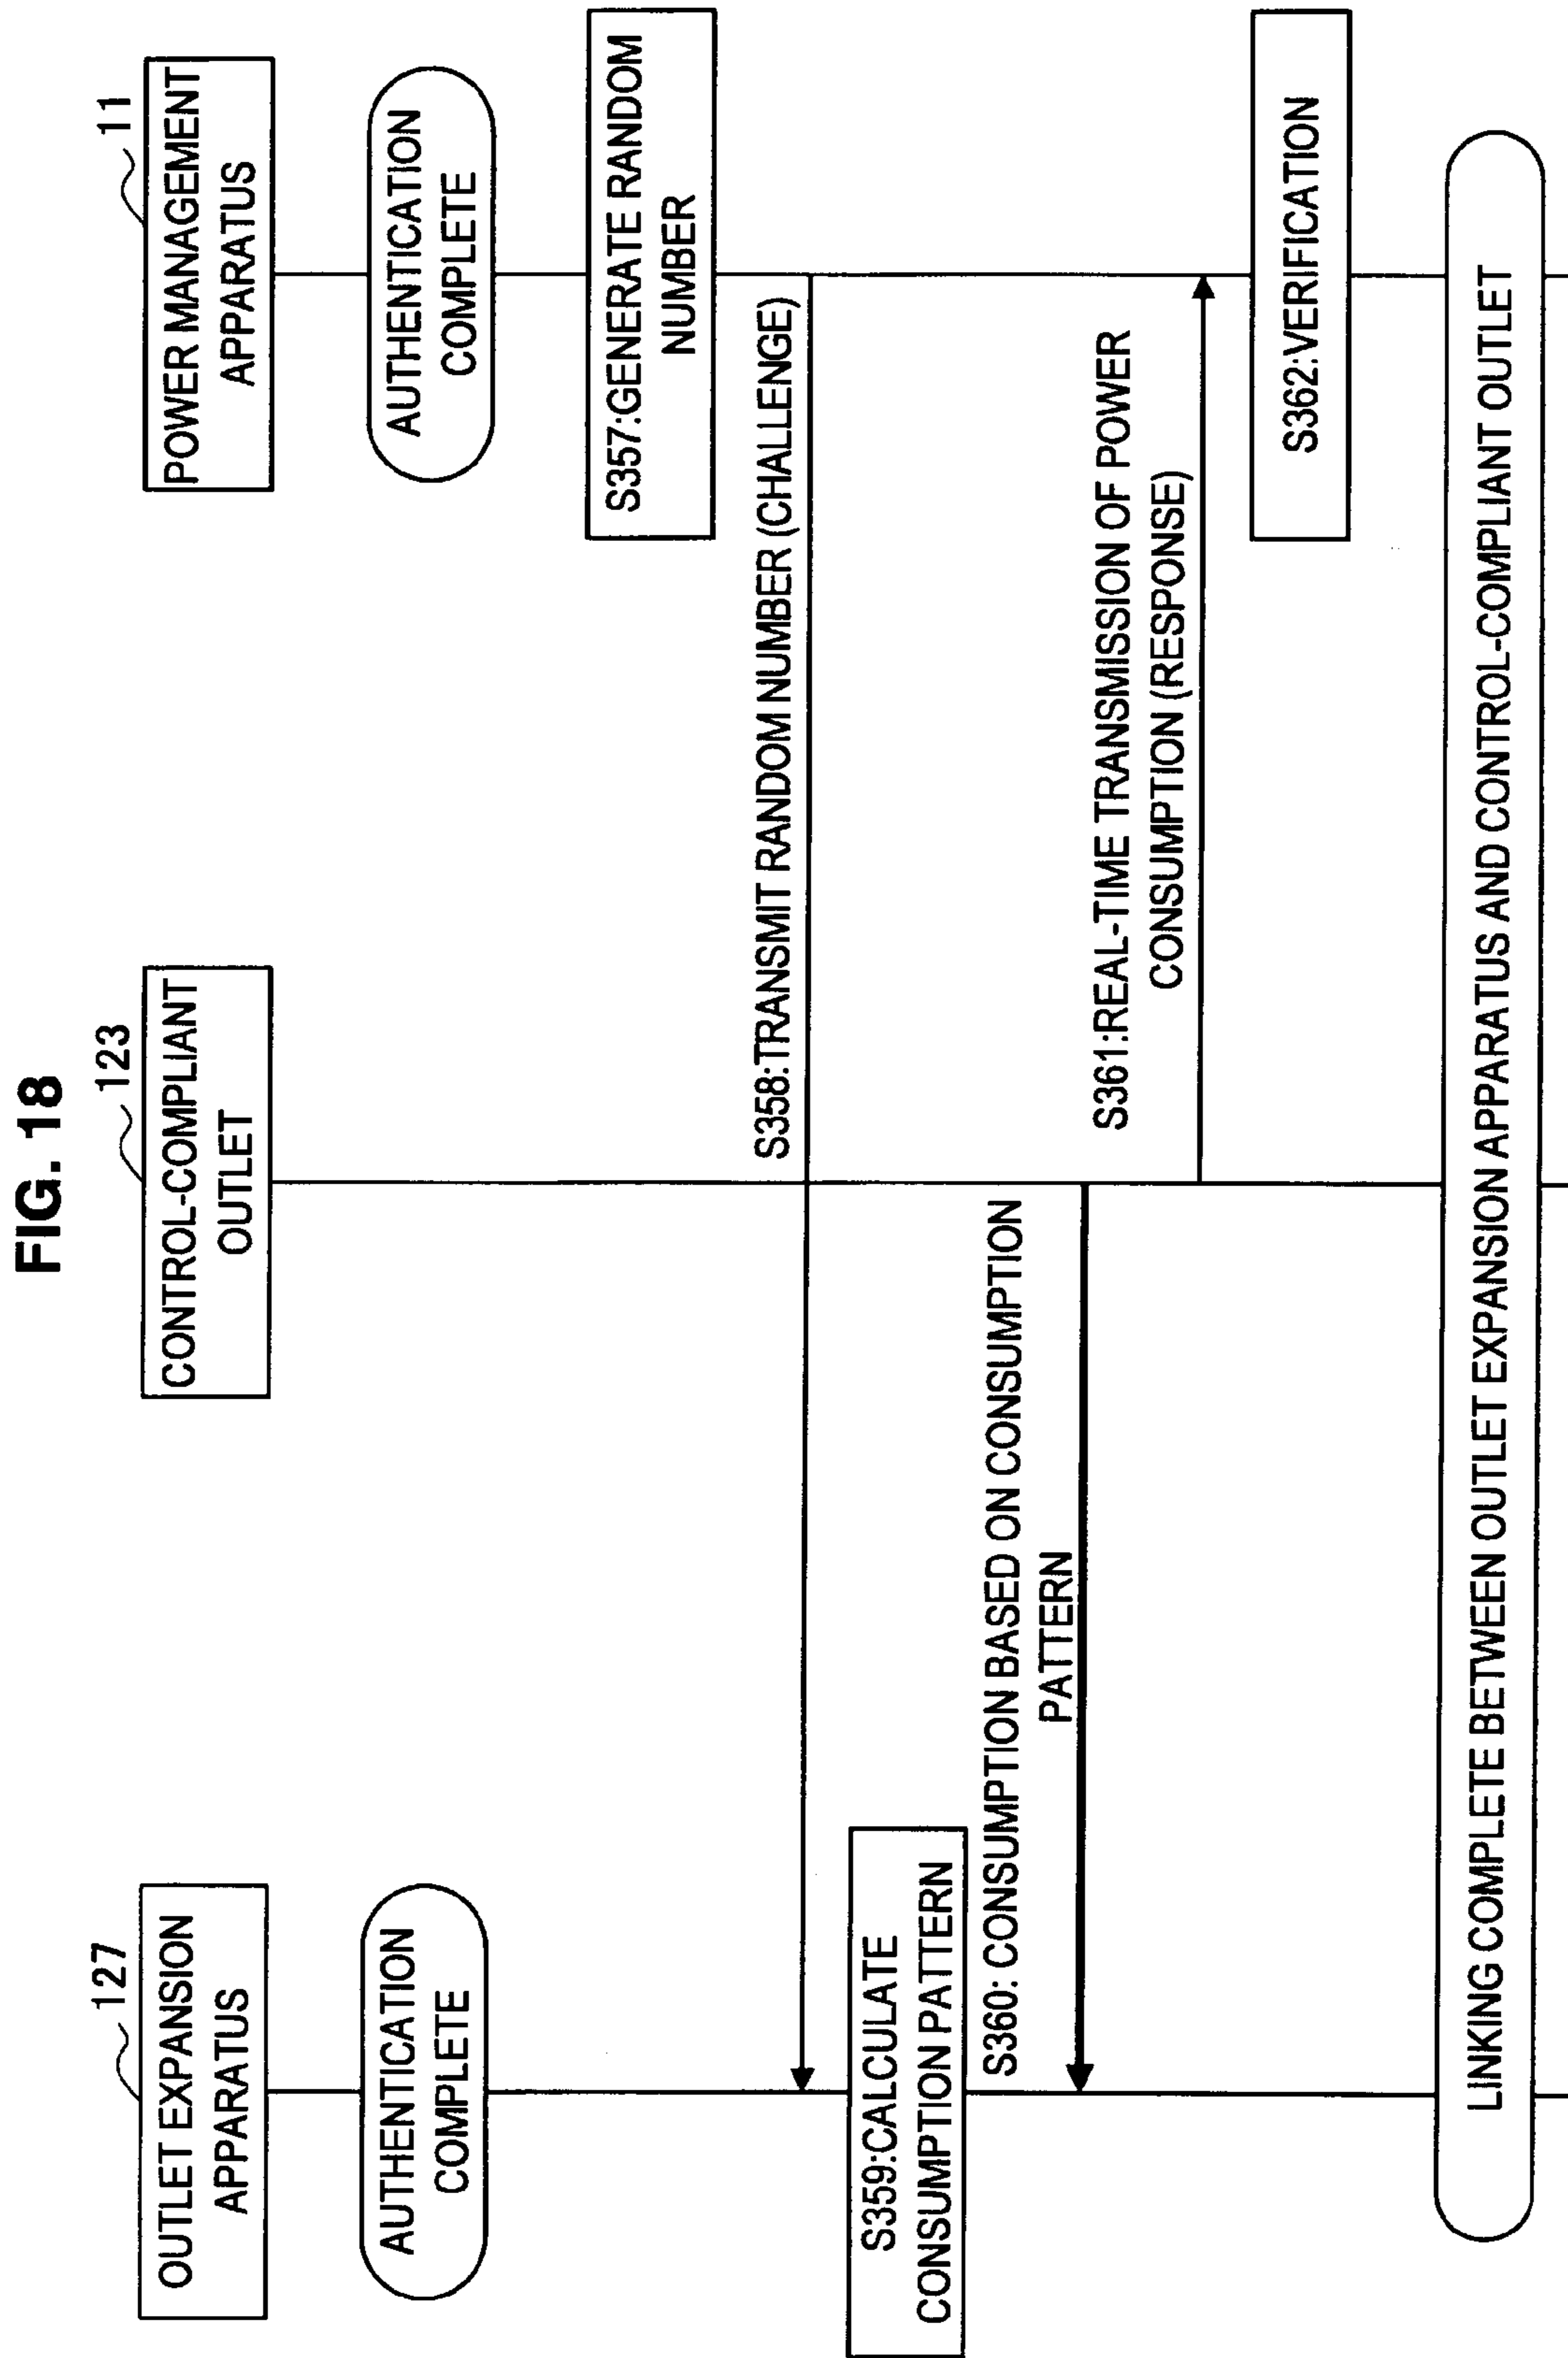 FIG. 18
127
OUTLET EXPANSION
APPARATUS
123
CONTROL-COMPLIANT
OUTLET
11
POWER MANAGEMENT
APPARATUS
AUTHENTICATION
COMPLETE
AUTHENTICATION
COMPLETE
S357:GENERATE RANDOM
NUMBER
S358:TRANSMIT RANDOM NUMBER (CHALLENGE)
S359:CALCULATE
CONSUMPTION PATTERN
S360: CONSUMPTION BASED ON CONSUMPTION
PATTERN
S361:REAL-TIME TRANSMISSION OF POWER
CONSUMPTION (RESPONSE)
S362:VERIFICATION
LINKING COMPLETE BETWEEN OUTLET EXPANSION APPARATUS AND CONTROL-COMPLIANT OUTLET